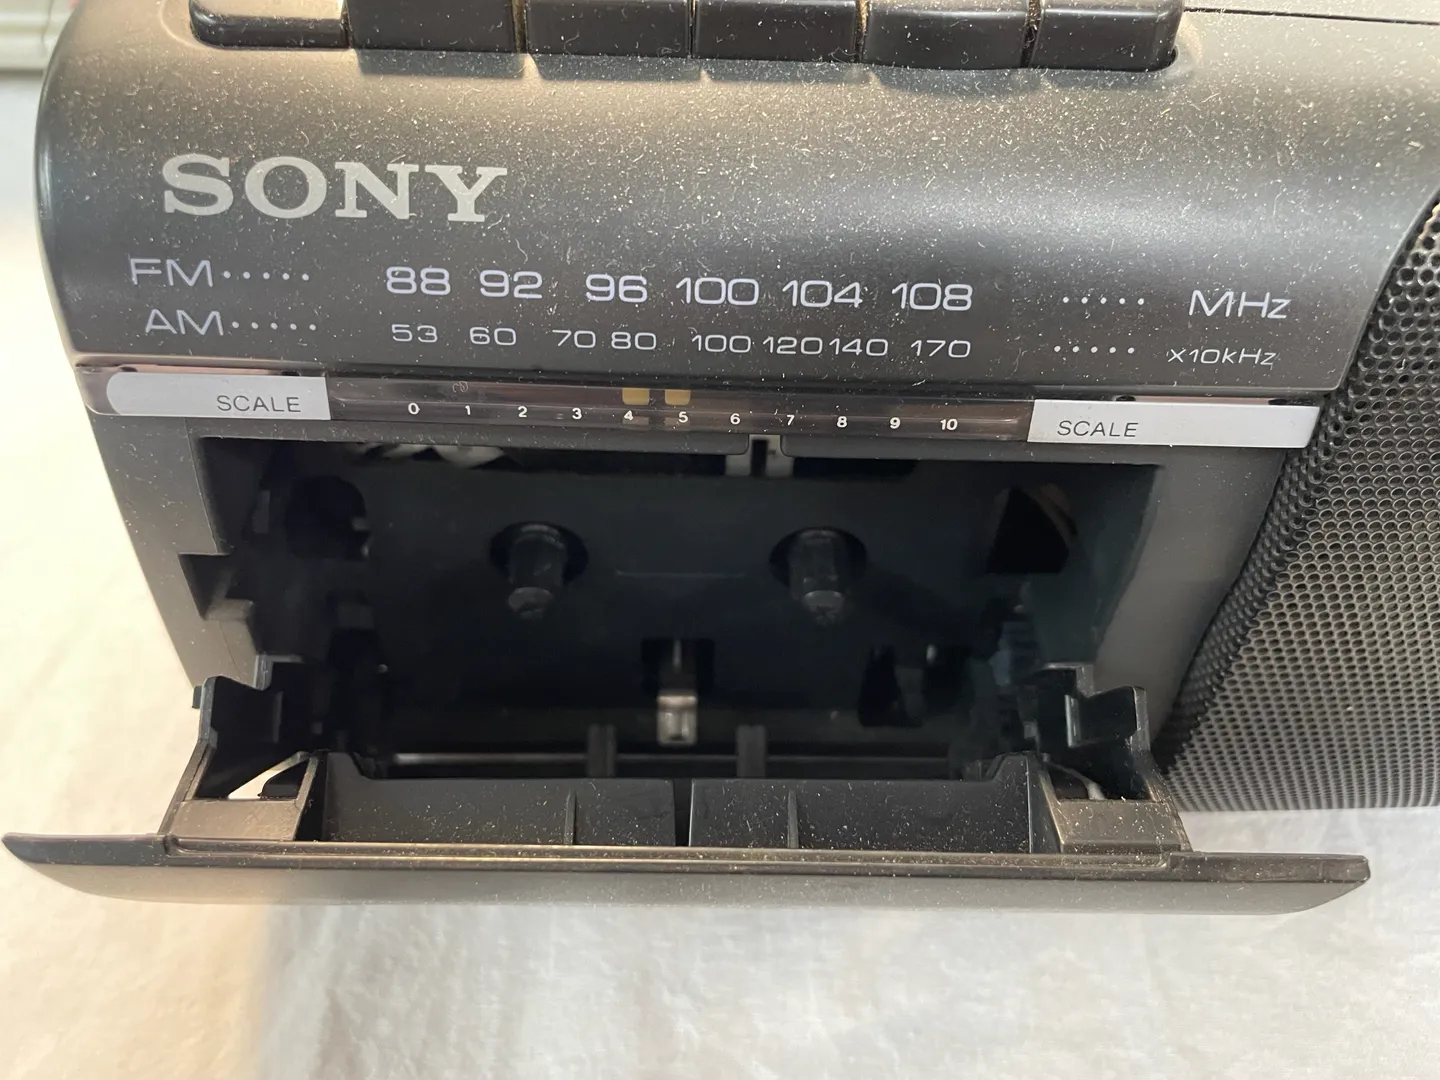 SONY
FM ..... 88 92 96 100 104 108 ..... MHz
AM ..... 53 60 70 80 100 120 140 170 ..... x10kHz
SCALE 0 1 2 3 4 5 6 7 8 9 10 SCALE